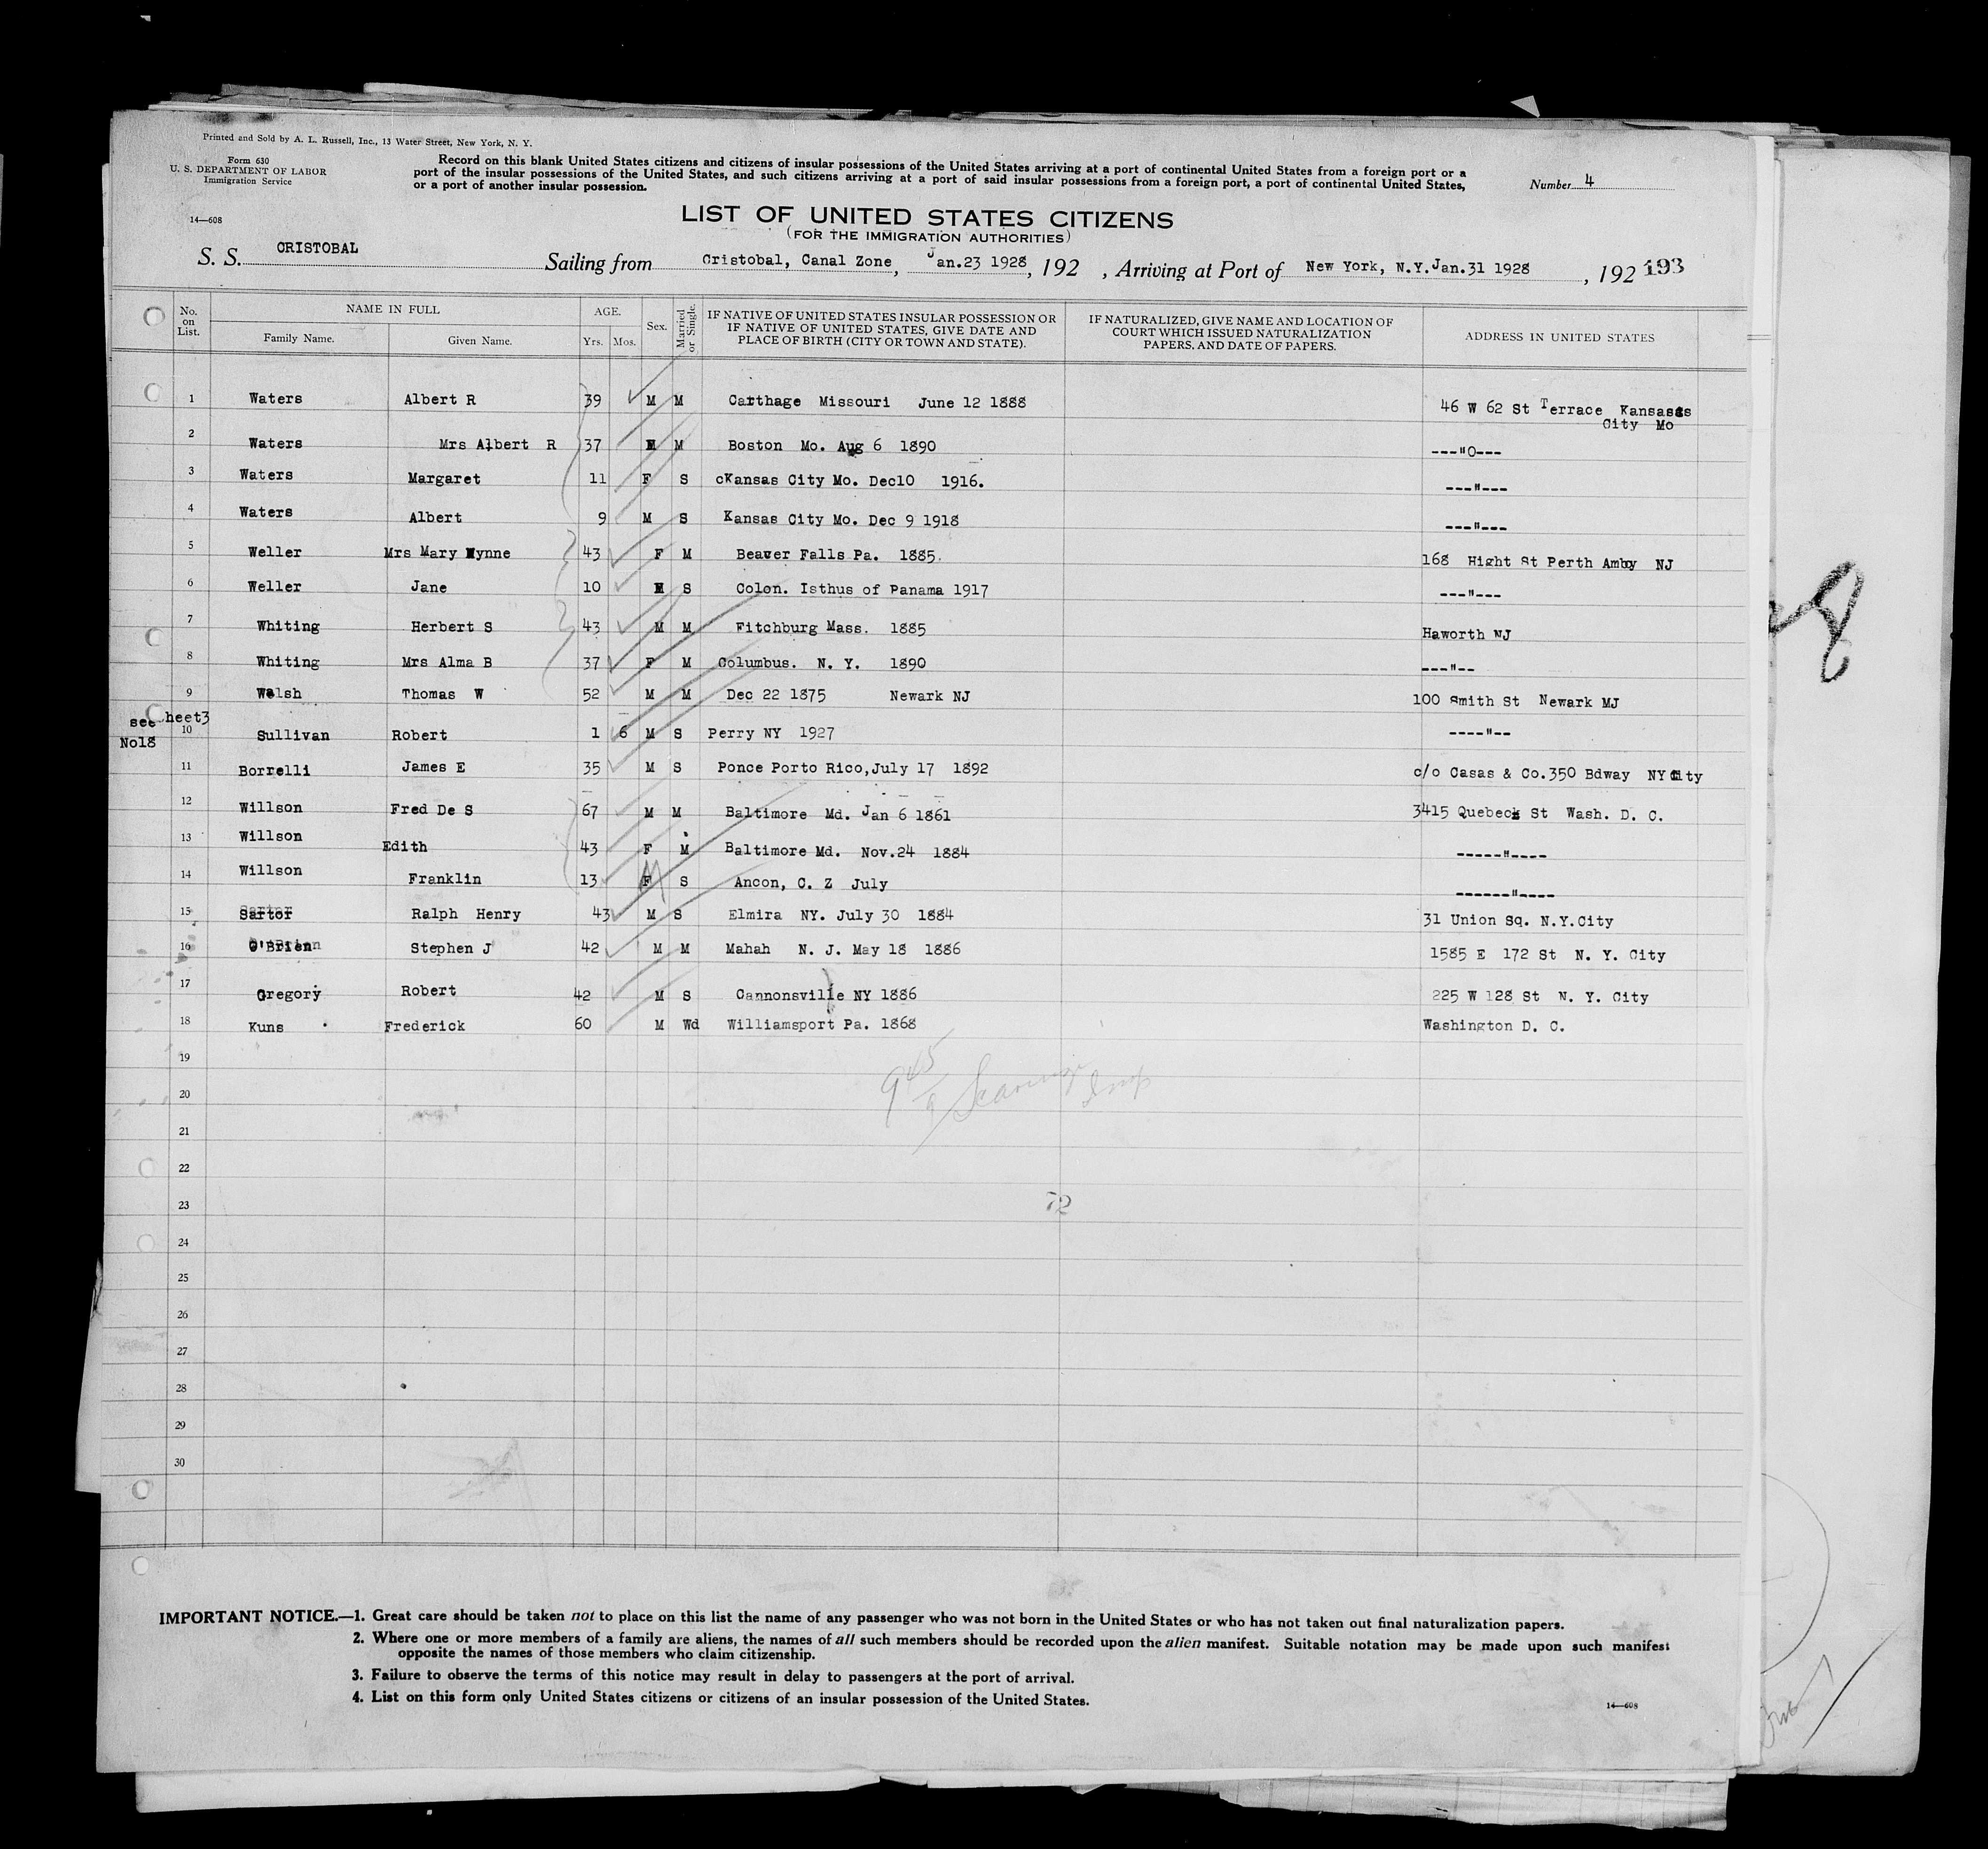 Printed and Sold by A. L. Russell, Inc., 13 Water Street, New York, N. Y.
Form 630
U. S. DEPARTMENT OF LABOR
Immigration Service
14—608
Record on this blank United States citizens and citizens of insular possessions of the United States arriving at a port of continental United States from a foreign port or a
port of the insular possessions of the United States, and such citizens arriving at a port of said insular possessions from a foreign port, a port of continental United States,
or a port of another insular possession.
Number 4
LIST OF UNITED STATES CITIZENS
(FOR THE IMMIGRATION AUTHORITIES)
S. S. CRISTOBAL Sailing from Cristobal, Canal Zone, Jan.23 1928, 192 , Arriving at Port of New York, N.Y. Jan.31 1928, 192 193
No. on List. NAME IN FULL Family Name. Given Name. AGE. Yrs. Mos. Sex. Married or Single. IF NATIVE OF UNITED STATES INSULAR POSSESSION OR IF NATIVE OF UNITED STATES, GIVE DATE AND PLACE OF BIRTH (CITY OR TOWN AND STATE). IF NATURALIZED, GIVE NAME AND LOCATION OF COURT WHICH ISSUED NATURALIZATION PAPERS, AND DATE OF PAPERS. ADDRESS IN UNITED STATES
1 Waters Albert R 39 M M Carthage Missouri June 12 1888 46 W 62 St Terrace Kansas City Mo
2 Waters Mrs Albert R 37 M Boston Mo. Aug 6 1890 ---"0---
3 Waters Margaret 11 F S cKansas City Mo. Dec10 1916. ---"---
4 Waters Albert 9 M S Kansas City Mo. Dec 9 1918 ---"---
5 Weller Mrs Mary Wynne 43 F M Beaver Falls Pa. 1885. 168 Hight St Perth Amboy NJ
6 Weller Jane 10 S Colon. Isthus of Panama 1917 ---"---
7 Whiting Herbert S 43 M M Fitchburg Mass. 1885 Haworth NJ
8 Whiting Mrs Alma B 37 F M Columbus. N. Y. 1890 ---"--
9 Walsh Thomas W 52 M M Dec 22 1875 Newark NJ 100 Smith St Newark MJ
see sheet3
No18
10 Sullivan Robert 1 6 M S Perry NY 1927 ----"--
11 Borrelli James E 35 M S Ponce Porto Rico,July 17 1892 c/o Casas & Co.350 Bdway NY City
12 Willson Fred De S 67 M M Baltimore Md. Jan 6 1861 3415 Quebeck St Wash. D. C.
13 Willson Edith 43 F M Baltimore Md. Nov.24 1884 -----"----
14 Willson Franklin 13 F M S Ancon, C. Z July ------"----
15 Sartor Ralph Henry 43 M S Elmira NY. July 30 1884 31 Union Sq. N.Y.City
16 O'Brien Stephen J 42 M M Mahah N. J. May 18 1886 1585 E 172 St N. Y. City
17 Gregory Robert 42 M S Cannonsville NY 1886 225 W 128 St N. Y. City
18 Kuns Frederick 60 M Wd Williamsport Pa. 1868 Washington D. C.
19
20
21
22
23
72
24
25
26
27
28
29
30
IMPORTANT NOTICE.—1. Great care should be taken not to place on this list the name of any passenger who was not born in the United States or who has not taken out final naturalization papers.
2. Where one or more members of a family are aliens, the names of all such members should be recorded upon the alien manifest. Suitable notation may be made upon such manifest
opposite the names of those members who claim citizenship.
3. Failure to observe the terms of this notice may result in delay to passengers at the port of arrival.
4. List on this form only United States citizens or citizens of an insular possession of the United States.
14—608